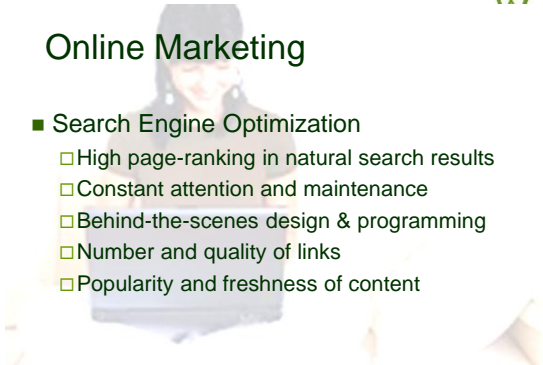 Online Marketing
Search Engine Optimization
High page-ranking in natural search results
Constant attention and maintenance
Behind-the-scenes design & programming
Number and quality of links
Popularity and freshness of content